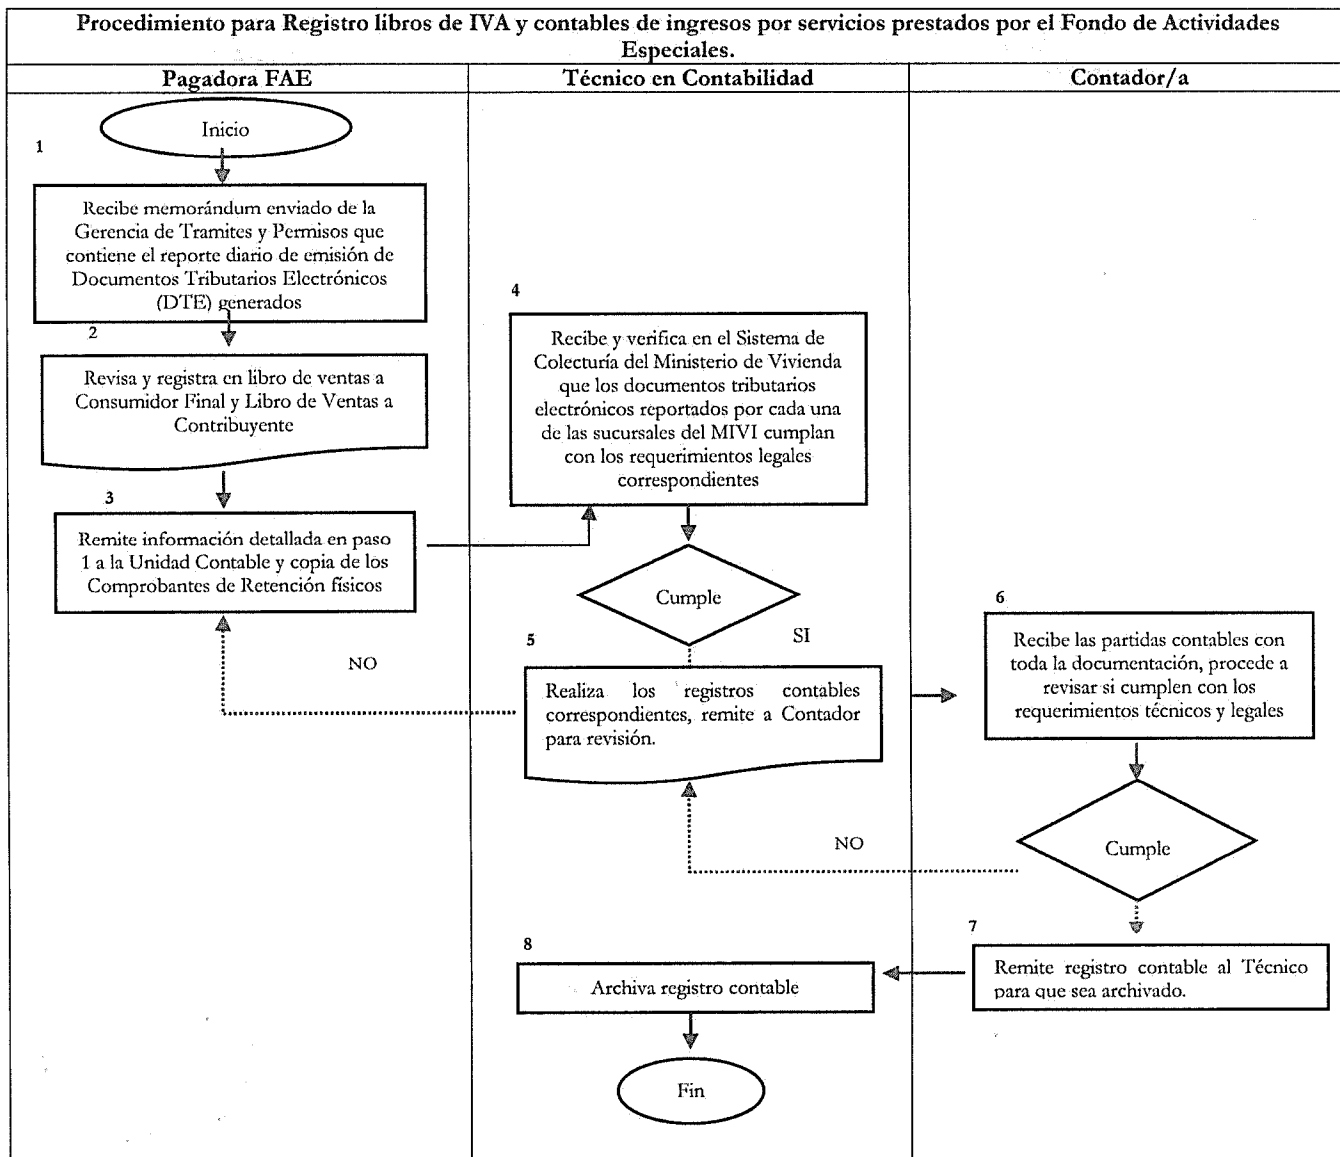 Procedimiento para Registro libros de IVA y contables de ingresos por servicios prestados por el Fondo de Actividades
Especiales.
Pagadora FAE
Técnico en Contabilidad
Contador/a
Inicio
1
Recibe memorándum enviado de la
Gerencia de Tramites y Permisos que
contiene el reporte diario de emisión de
Documentos Tributarios Electrónicos
(DTE) generados
2
Revisa y registra en libro de ventas a
Consumidor Final y Libro de Ventas a
Contribuyente
3
Remite información detallada en paso
1 a la Unidad Contable y copia de los
Comprobantes de Retención físicos
4
Recibe y verifica en el Sistema de
Colecturía del Ministerio de Vivienda
que los documentos tributarios
electrónicos reportados por cada una
de las sucursales del MIVI cumplan
con los requerimientos legales
correspondientes
Cumple
SI
NO
5
Realiza los registros contables
correspondientes, remite a Contador
para revisión.
6
Recibe las partidas contables con
toda la documentación, procede a
revisar si cumplen con los
requerimientos técnicos y legales
Cumple
NO
7
Remite registro contable al Técnico
para que sea archivado.
8
Archiva registro contable
Fin